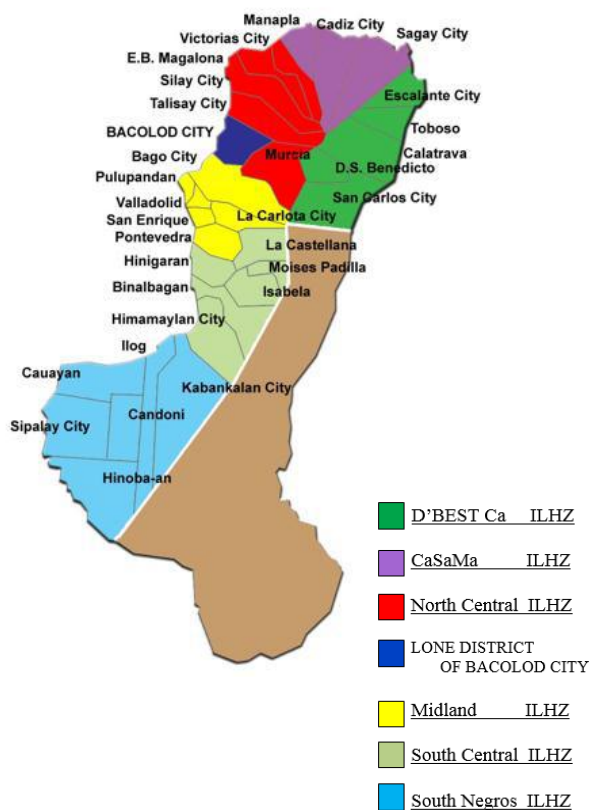 Manapla
Cadiz City
Victorias City
Sagay City
E.B. Magalona
Silay City
Escalante City
Talisay City
Toboso
BACOLOD CITY
Calatrava
Bago City
Murcia
D.S. Benedicto
Pulupandan
San Carlos City
Valladolid
San Enrique
La Carlota City
Pontevedra
La Castellana
Hinigaran
Moises Padilla
Binalbagan
Isabela
Himamaylan City
Ilog
Cauayan
Kabankalan City
Candoni
Sipalay City
Hinoba-an
D’BEST Ca ILHZ
CaSaMa ILHZ
North Central ILHZ
LONE DISTRICT
OF BACOLOD CITY
Midland ILHZ
South Central ILHZ
South Negros ILHZ